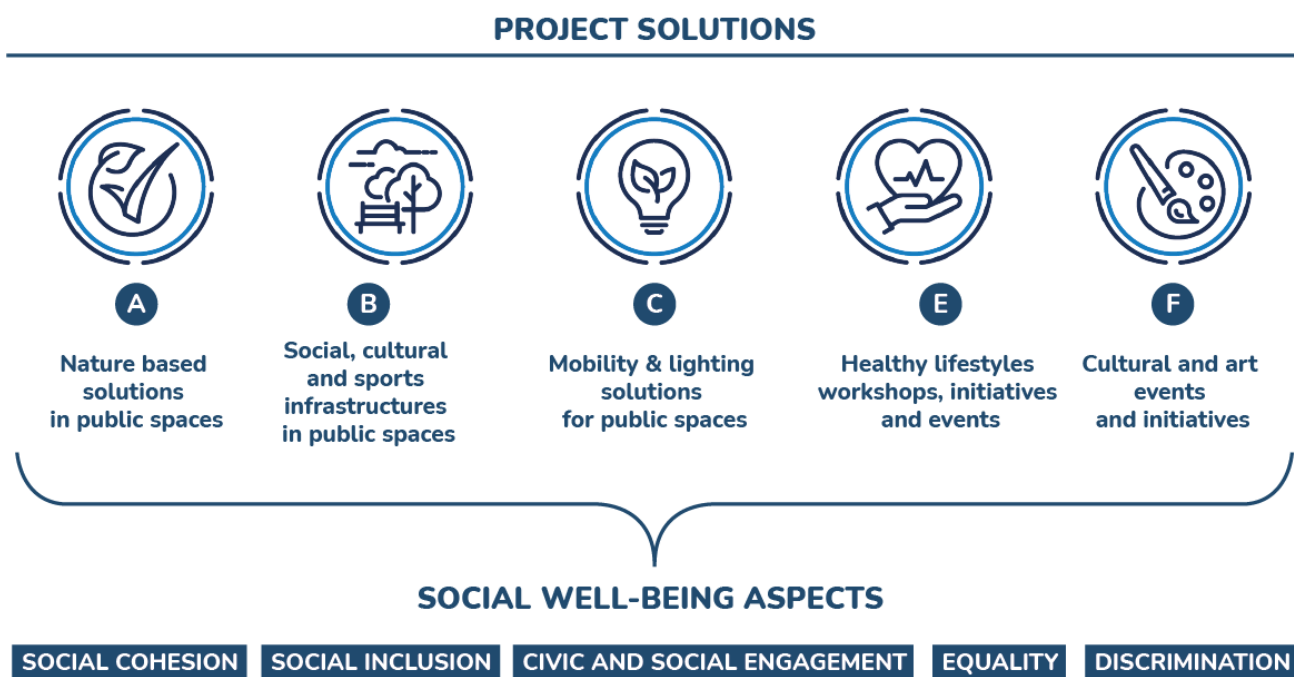 PROJECT SOLUTIONS
A
Nature based
solutions
in public spaces
B
Social, cultural
and sports
infrastructures
in public spaces
C
Mobility & lighting
solutions
for public spaces
E
Healthy lifestyles
workshops, initiatives
and events
F
Cultural and art
events
and initiatives
SOCIAL WELL-BEING ASPECTS
SOCIAL COHESION
SOCIAL INCLUSION
CIVIC AND SOCIAL ENGAGEMENT
EQUALITY
DISCRIMINATION